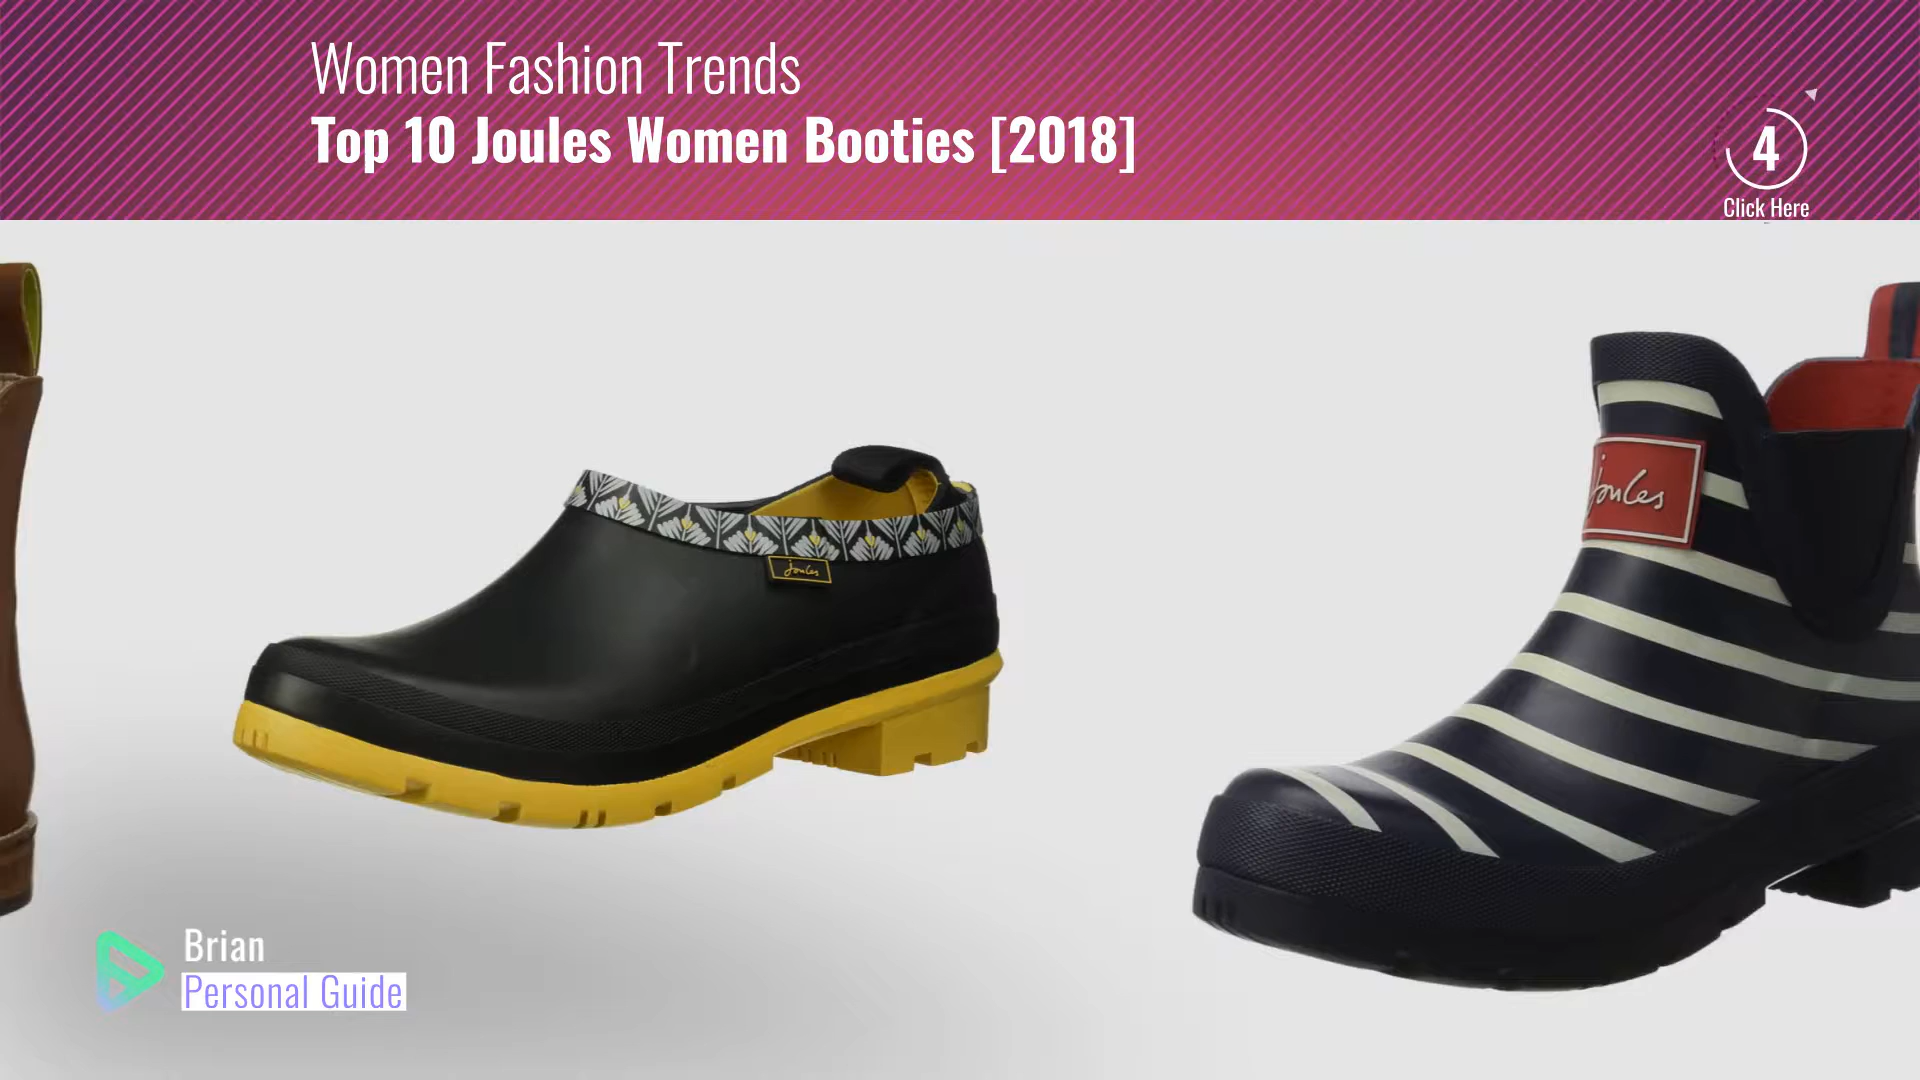 Women Fashion Trends
Top 10 Joules Women Booties [2018]
4
Click Here
Joules
Joules
Brian
Personal Guide